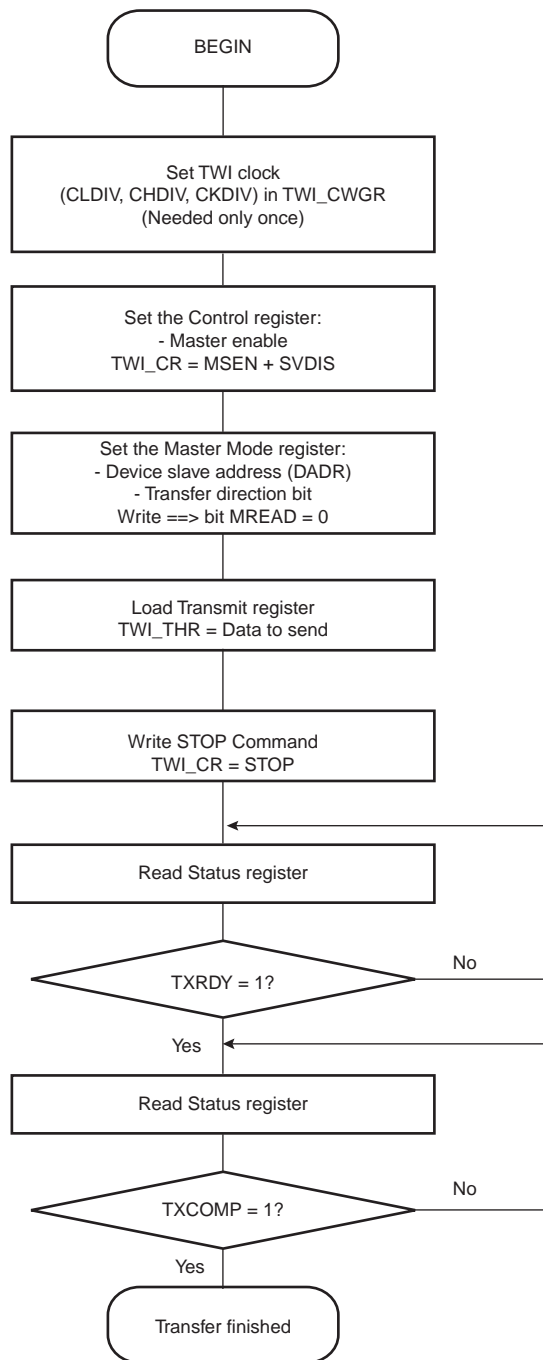 BEGIN
Set TWI clock
(CLDIV, CHDIV, CKDIV) in TWI_CWGR
(Needed only once)
Set the Control register:
- Master enable
TWI_CR = MSEN + SVDIS
Set the Master Mode register:
- Device slave address (DADR)
- Transfer direction bit
Write ==> bit MREAD = 0
Load Transmit register
TWI_THR = Data to send
Write STOP Command
TWI_CR = STOP
Read Status register
TXRDY = 1?
No
Yes
Read Status register
TXCOMP = 1?
No
Yes
Transfer finished